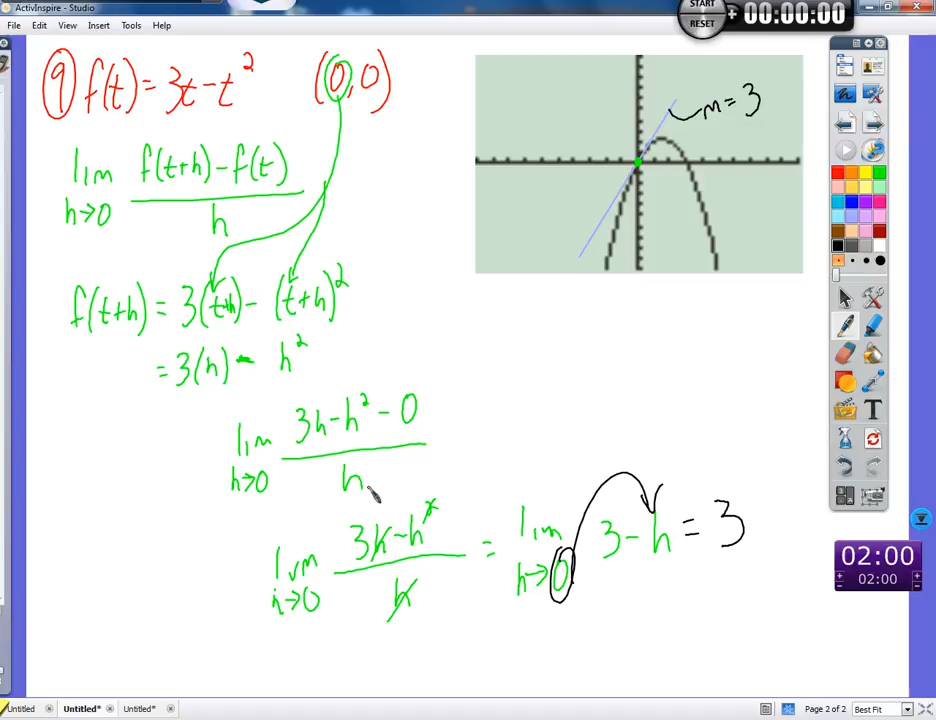 ActivInspire - Studio
File Edit View Insert Tools Help
START
RESET
00:00:00
9 f(t) = 3t - t² (0,0)
m = 3
lim h→0 f(t+h) - f(t) / h
f(t+h) = 3(t+h) - (t+h)²
= 3(h) - h²
lim h→0 3h - h² - 0 / h
lim h→0 3h - h² / h = lim h→0 3 - h = 3
02:00
02:00
Untitled Untitled* Untitled*
Page 2 of 2 Best Fit